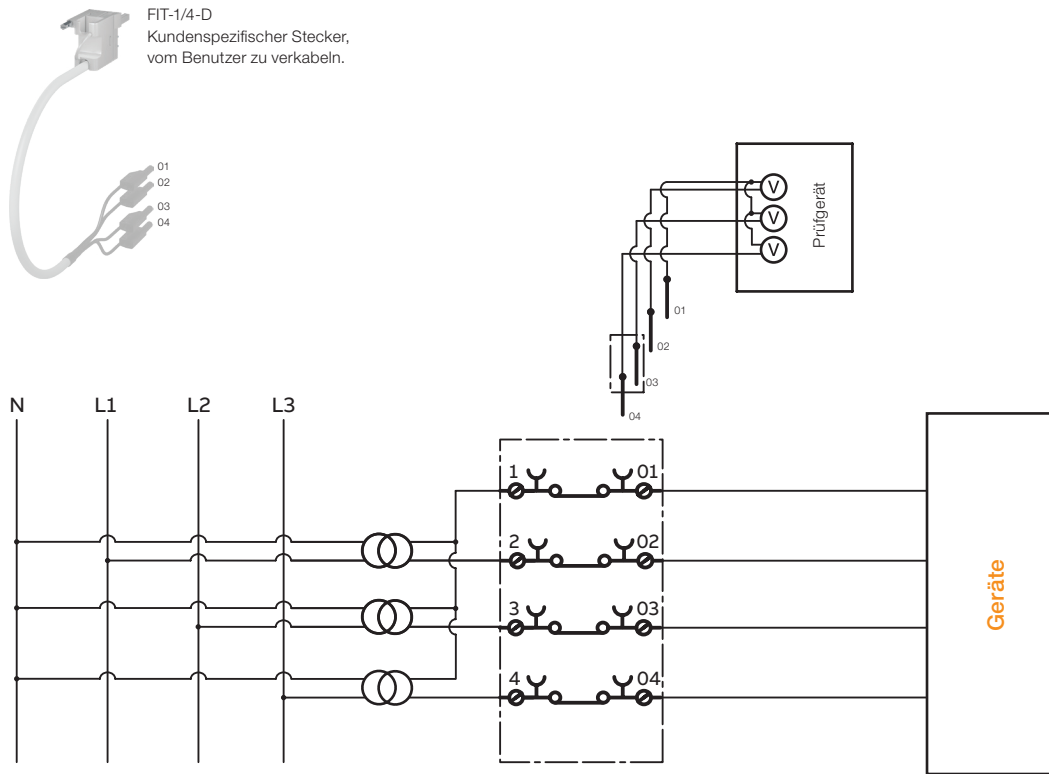 FIT-1/4-D
Kundenspezifischer Stecker,
vom Benutzer zu verkabeln.
01
02
03
04
V
V
V
Prüfgerät
01
02
03
04
N L1 L2 L3
1 01
2 02
3 03
4 04
Geräte